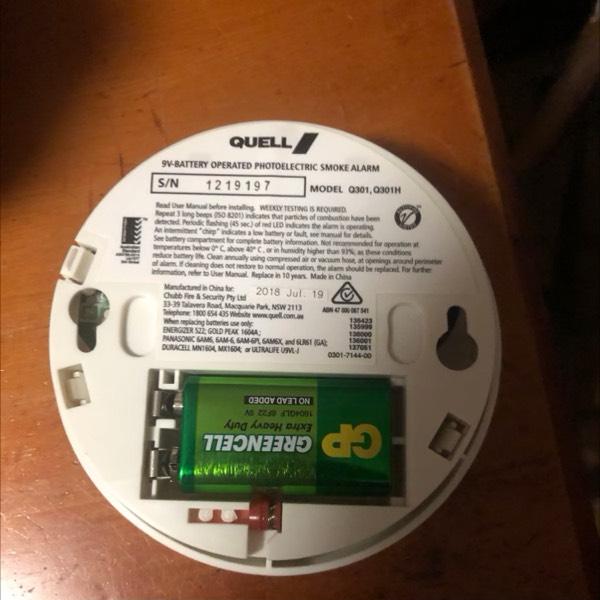 QUELL
9V-BATTERY OPERATED PHOTOELECTRIC SMOKE ALARM
S/N 1219197 MODEL Q301, Q301H
Read User Manual before installing. WEEKLY TESTING IS REQUIRED.
Repeat 3 long beeps (ISO 8201) indicates that particles of combustion have been
detected. Periodic flashing (45 sec.) of red LED indicates the alarm is operating.
An intermittent "chirp" indicates a low battery or fault, see manual for details.
See battery compartment for complete battery information. Not recommended for operation at
temperatures below 0° C, above 40° C, or in humidity higher than 93%, as these conditions
reduce battery life. Clean annually using compressed air or vacuum hose, at openings around perimeter
of alarm. If cleaning does not restore to normal operation, the alarm should be replaced. For further
information, refer to User Manual. Replace in 10 years. Made in China
Manufactured in China for: 2018 Jul. 19
Chubb Fire & Security Pty Ltd
33-39 Talavera Road, Macquarie Park, NSW 2113
Telephone: 1800 654 435 Website www.quell.com.au
ABN 47 000 067 541
When replacing batteries use only:
ENERGIZER 522; GOLD PEAK 1604A;
PANASONIC 6AM6, 6AM-6, 6AM-6PI, 6AM6X, and 6LR61 (GA);
DURACELL MN1604, MX1604; or ULTRALIFE U9VL-J
136423
135999
136000
136001
137051
0301-7144-00
GP
GREENCELL
Extra Heavy Duty
1604GLF 6F22 9V
NO LEAD ADDED